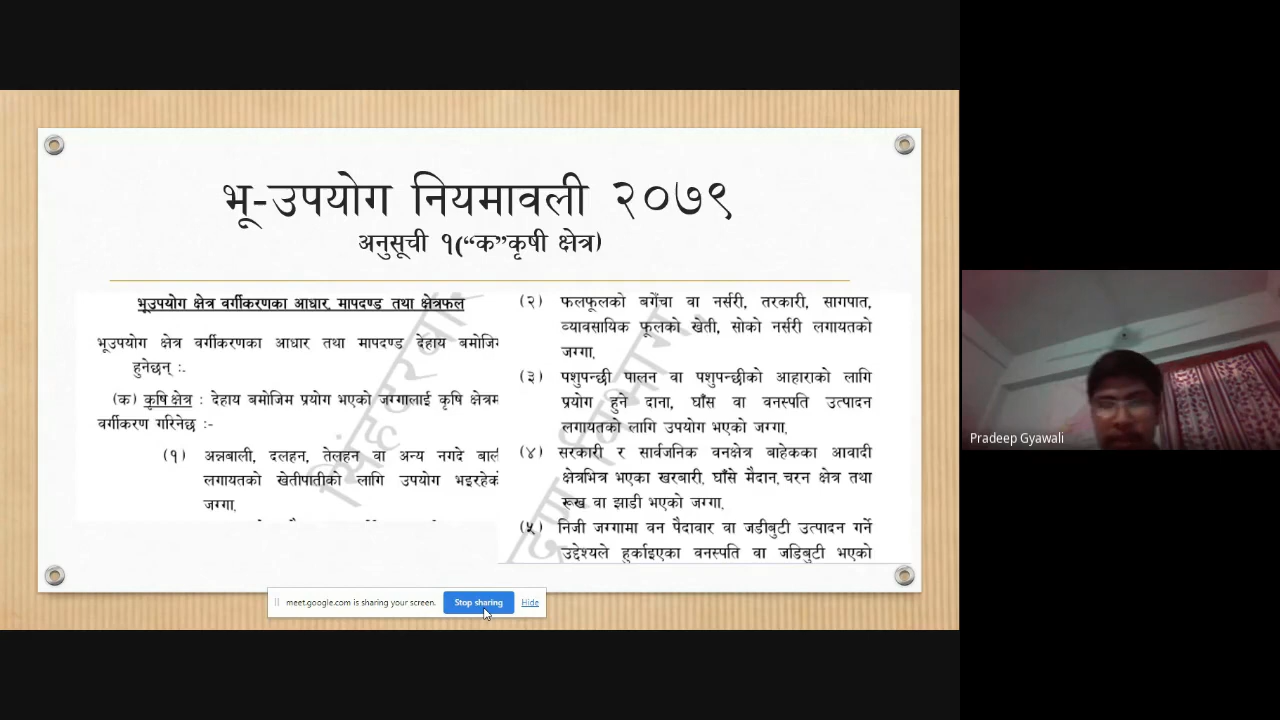 भू-उपयोग नियमावली २०७९
अनुसूची १(“क”कृषी क्षेत्र)
भूउपयोग क्षेत्र वर्गीकरणका आधार, मापदण्ड तथा क्षेत्रफल
भूउपयोग क्षेत्र वर्गीकरणका आधार तथा मापदण्ड देहाय बमोजि
हुनेछन् :-
(क) कृषि क्षेत्र : देहाय बमोजिम प्रयोग भएको जग्गालाई कृषि क्षेत्रम
वर्गीकरण गरिनेछ :-
(१) अन्नबाली, दलहन, तेलहन वा अन्य नगदे बाल
लगायतको खेतीपातीको लागि उपयोग भइरहेक
जग्गा,
(२) फलफूलको बगैंचा वा नर्सरी, तरकारी, सागपात,
व्यावसायिक फूलको खेती, सोको नर्सरी लगायतको
जग्गा,
(३) पशुपन्छी पालन वा पशुपन्छीको आहाराको लागि
प्रयोग हुने दाना, घाँस वा वनस्पति उत्पादन
लगायतको लागि उपयोग भएको जग्गा,
(४) सरकारी र सार्वजनिक वनक्षेत्र बाहेकका आवादी
क्षेत्रभित्र भएका खरबारी, घाँसे मैदान, चरन क्षेत्र तथा
रूख वा झाडी भएको जग्गा,
(५) निजी जग्गामा वन पैदावार वा जडीबुटी उत्पादन गर्ने
उद्देश्यले हुर्काइएका वनस्पति वा जडिबुटी भएको
meet.google.com is sharing your screen. Stop sharing Hide
Pradeep Gyawali